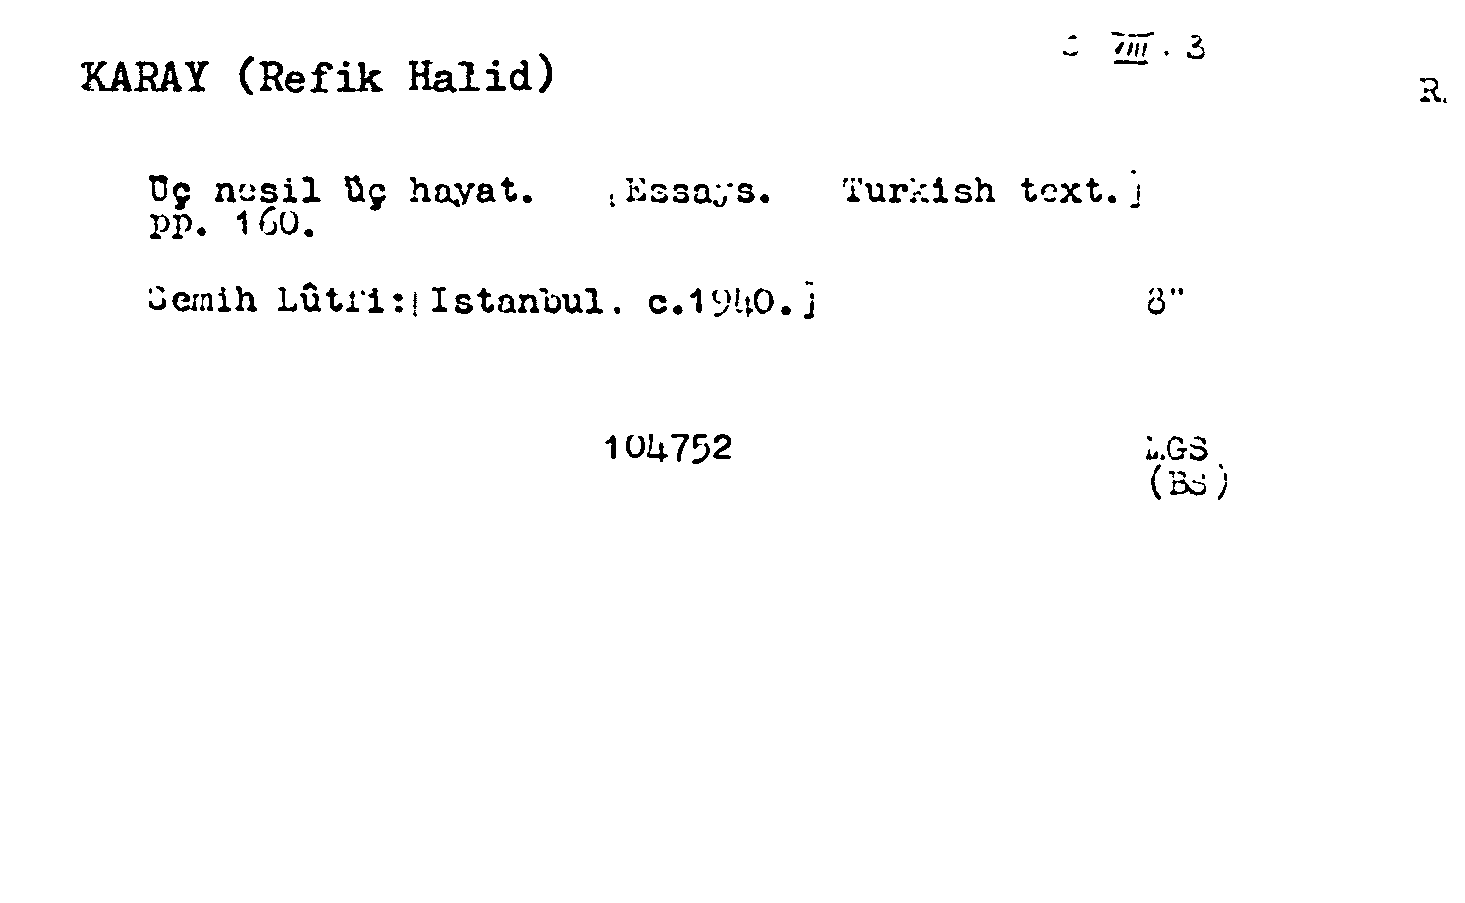 VIII. 3
KARAY (Refik Halid)
R.
Üç nesil üç hayat. [Essays. Turkish text.]
pp. 160.
Semih Lûtfi: [Istanbul. c.1940.] 8"
104752 LGS
(BS)